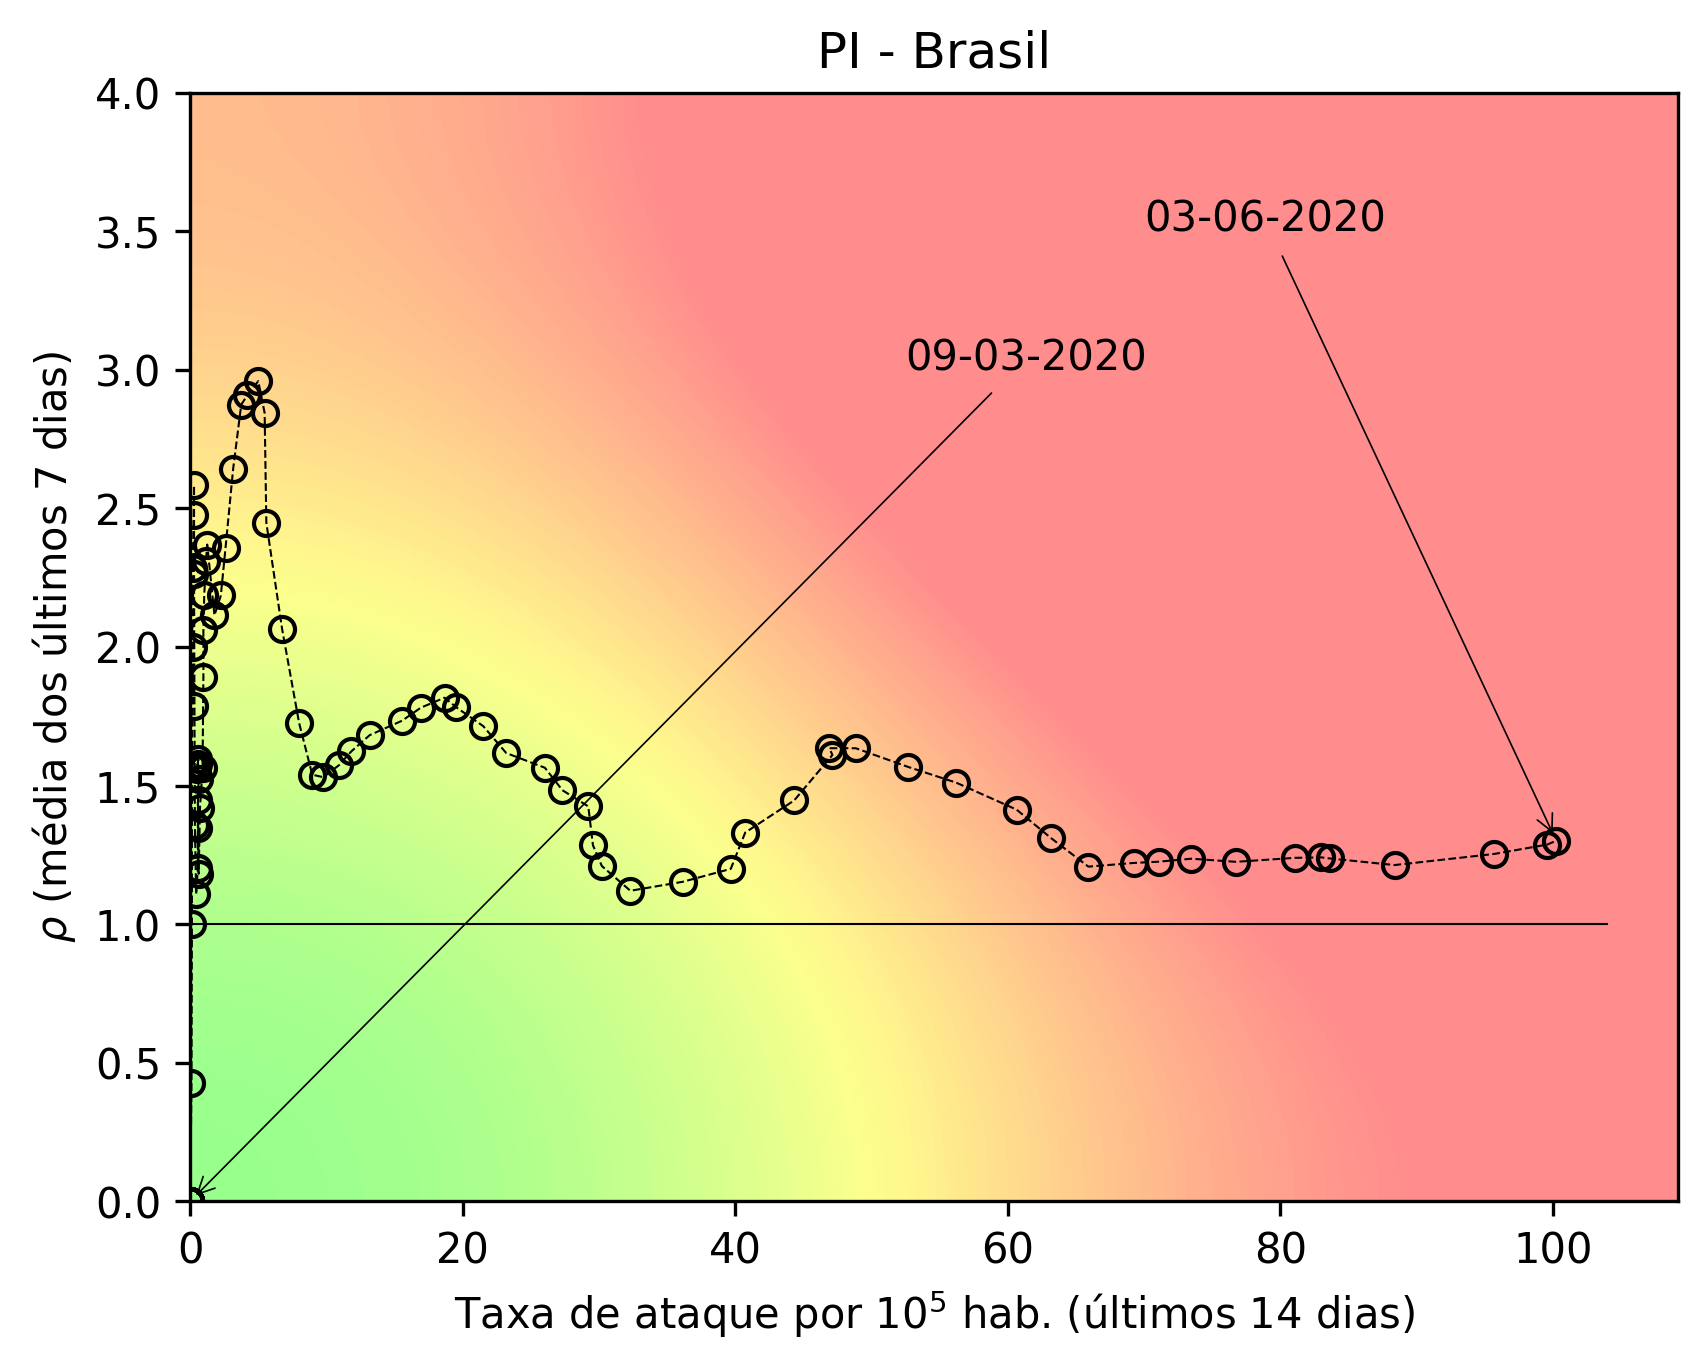 PI - Brasil
4.0
3.5
3.0
2.5
2.0
1.5
1.0
0.5
0.0
ρ (média dos últimos 7 dias)
03-06-2020
09-03-2020
0 20 40 60 80 100
Taxa de ataque por 10⁵ hab. (últimos 14 dias)